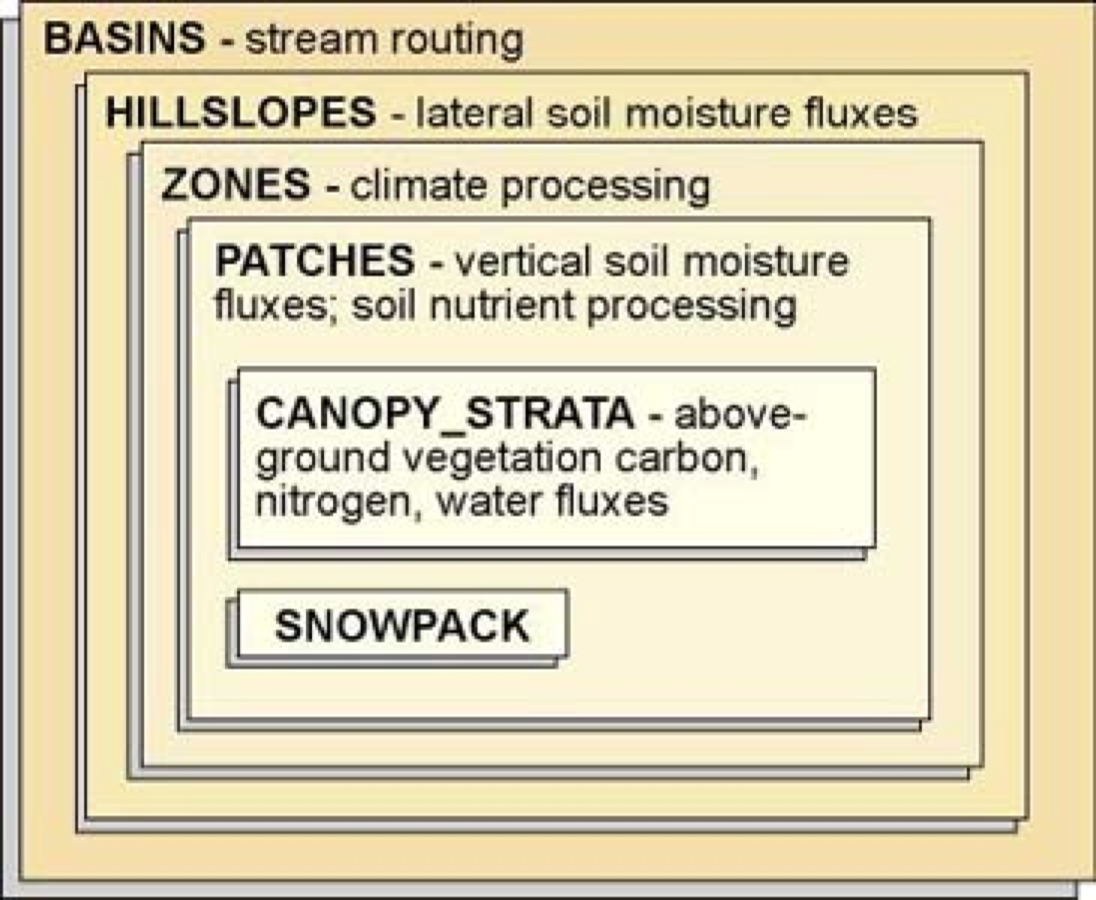 BASINS - stream routing
HILLSLOPES - lateral soil moisture fluxes
ZONES - climate processing
PATCHES - vertical soil moisture
fluxes; soil nutrient processing
CANOPY_STRATA - above-
ground vegetation carbon,
nitrogen, water fluxes
SNOWPACK